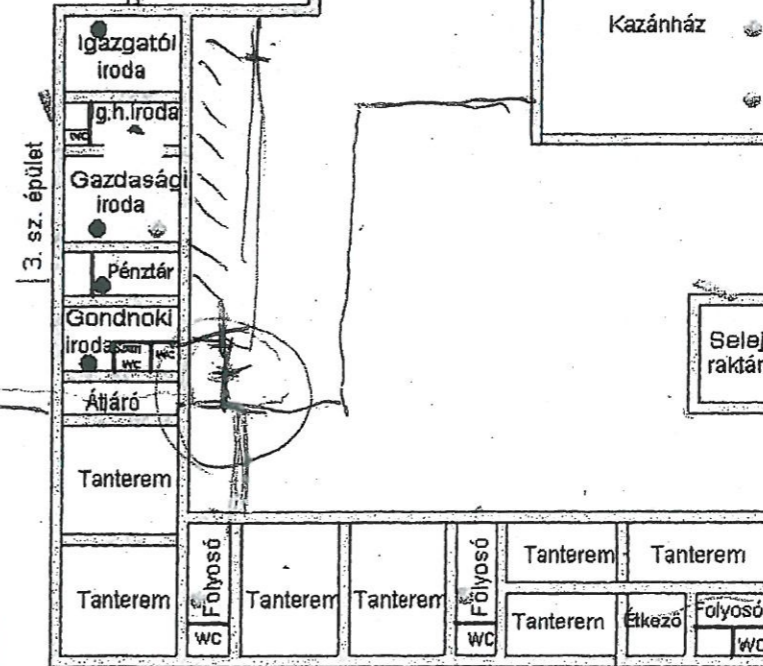 Igazgatói
iroda
Kazánház
Ig.h.iroda
WC
Gazdasági
iroda
3. sz. épület
Pénztár
Gondnoki
iroda
WC
WC
Selej
raktár
Átjáró
Tanterem
Tanterem
Folyosó
WC
Tanterem
Tanterem
Folyosó
WC
Tanterem
Tanterem
Tanterem
Étkező
Folyosó
WC